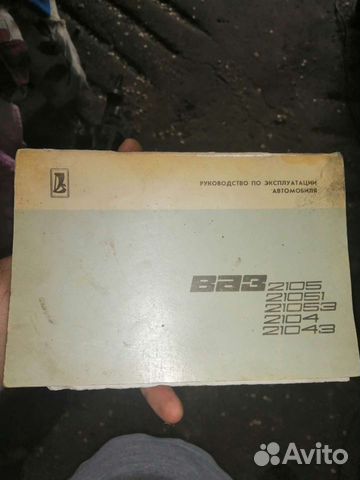 РУКОВОДСТВО ПО ЭКСПЛУАТАЦИИ
АВТОМОБИЛЯ
ВАЗ 2105
21051
21053
2104
21043
Avito